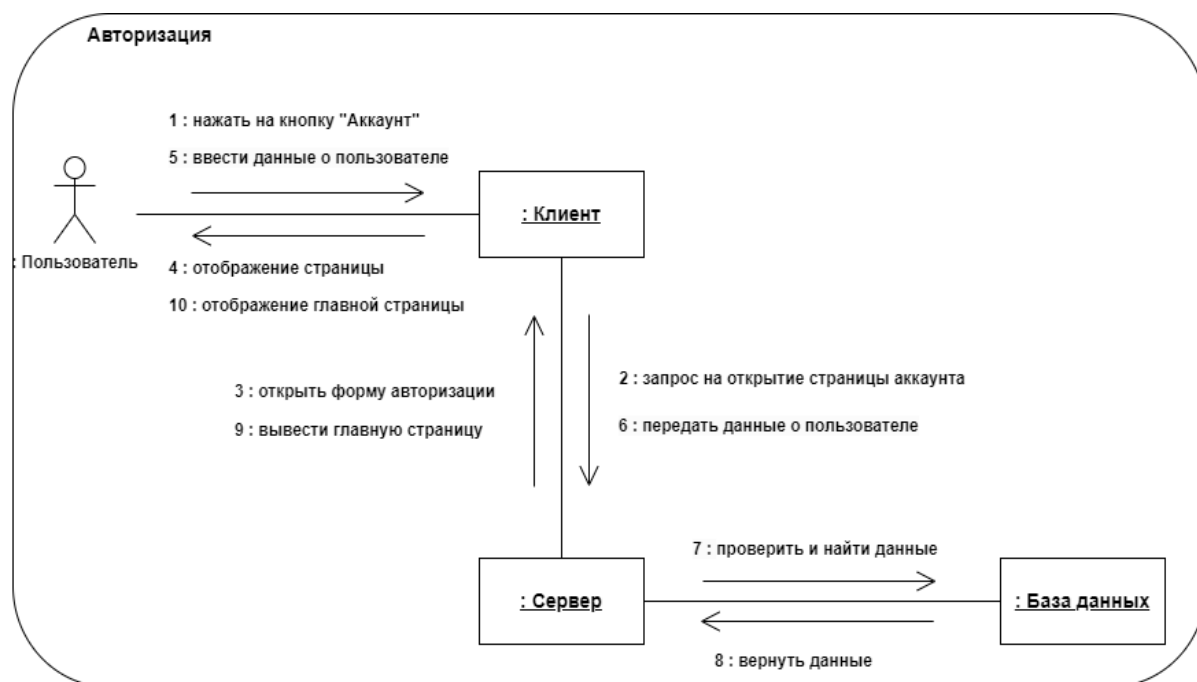 Авторизация
1 : нажать на кнопку "Аккаунт"
5 : ввести данные о пользователе
: Клиент
: Пользователь
4 : отображение страницы
10 : отображение главной страницы
3 : открыть форму авторизации
2 : запрос на открытие страницы аккаунта
9 : вывести главную страницу
6 : передать данные о пользователе
7 : проверить и найти данные
: Сервер
: База данных
8 : вернуть данные